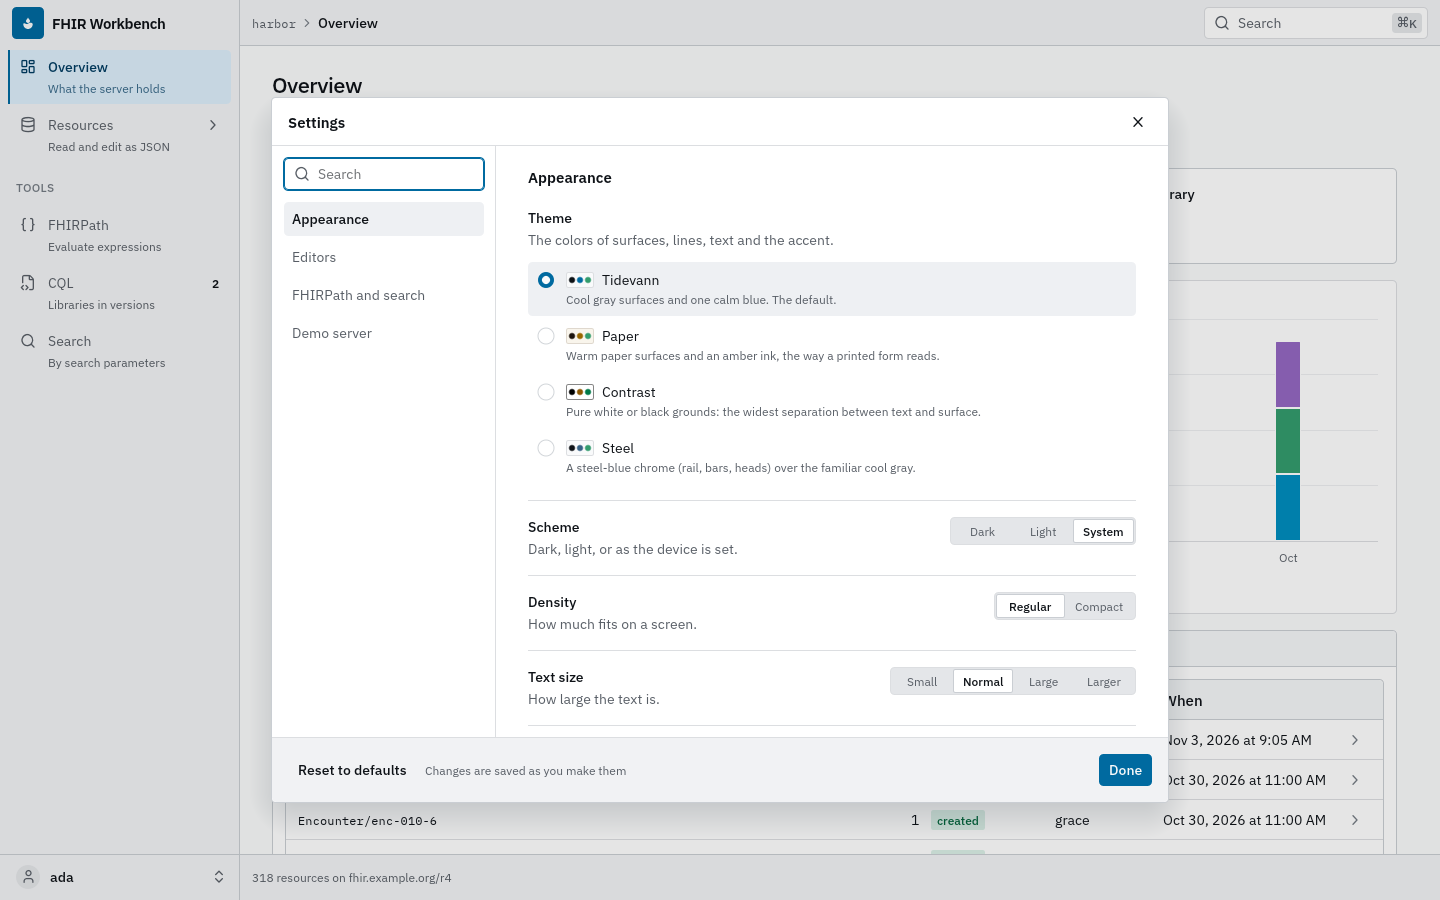 FHIR Workbench
harbor
Overview
Search
⌘K
Overview
What the server holds
Resources
Read and edit as JSON
TOOLS
FHIRPath
Evaluate expressions
CQL
2
Libraries in versions
Search
By search parameters
ada
Overview
Settings
Search
Appearance
Editors
FHIRPath and search
Demo server
Appearance
Theme
The colors of surfaces, lines, text and the accent.
Tidevann
Cool gray surfaces and one calm blue. The default.
Paper
Warm paper surfaces and an amber ink, the way a printed form reads.
Contrast
Pure white or black grounds: the widest separation between text and surface.
Steel
A steel-blue chrome (rail, bars, heads) over the familiar cool gray.
Scheme
Dark, light, or as the device is set.
Dark Light System
Density
How much fits on a screen.
Regular Compact
Text size
How large the text is.
Small Normal Large Larger
Reset to defaults
Changes are saved as you make them
Done
Oct
When
Nov 3, 2026 at 9:05 AM
Oct 30, 2026 at 11:00 AM
Encounter/enc-010-6 1 created grace Oct 30, 2026 at 11:00 AM
318 resources on fhir.example.org/r4